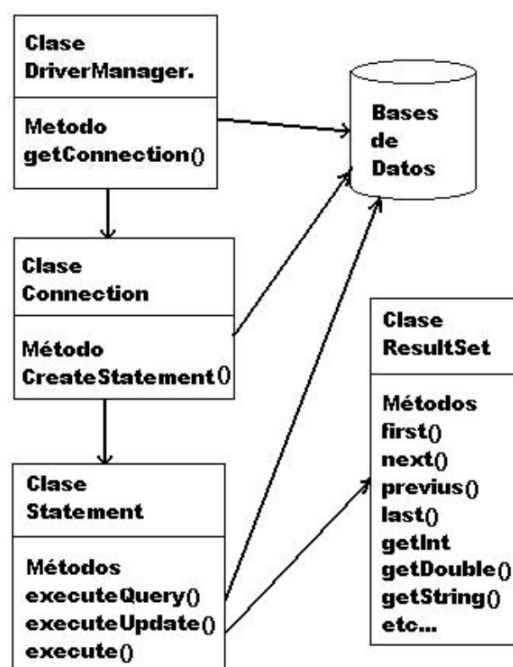 Clase
DriverManager.
Metodo
getConnection()
Bases
de
Datos
Clase
Connection
Método
CreateStatement()
Clase
ResultSet
Métodos
first()
next()
previus()
last()
getInt
getDouble()
getString()
etc...
Clase
Statement
Métodos
executeQuery()
executeUpdate()
execute()